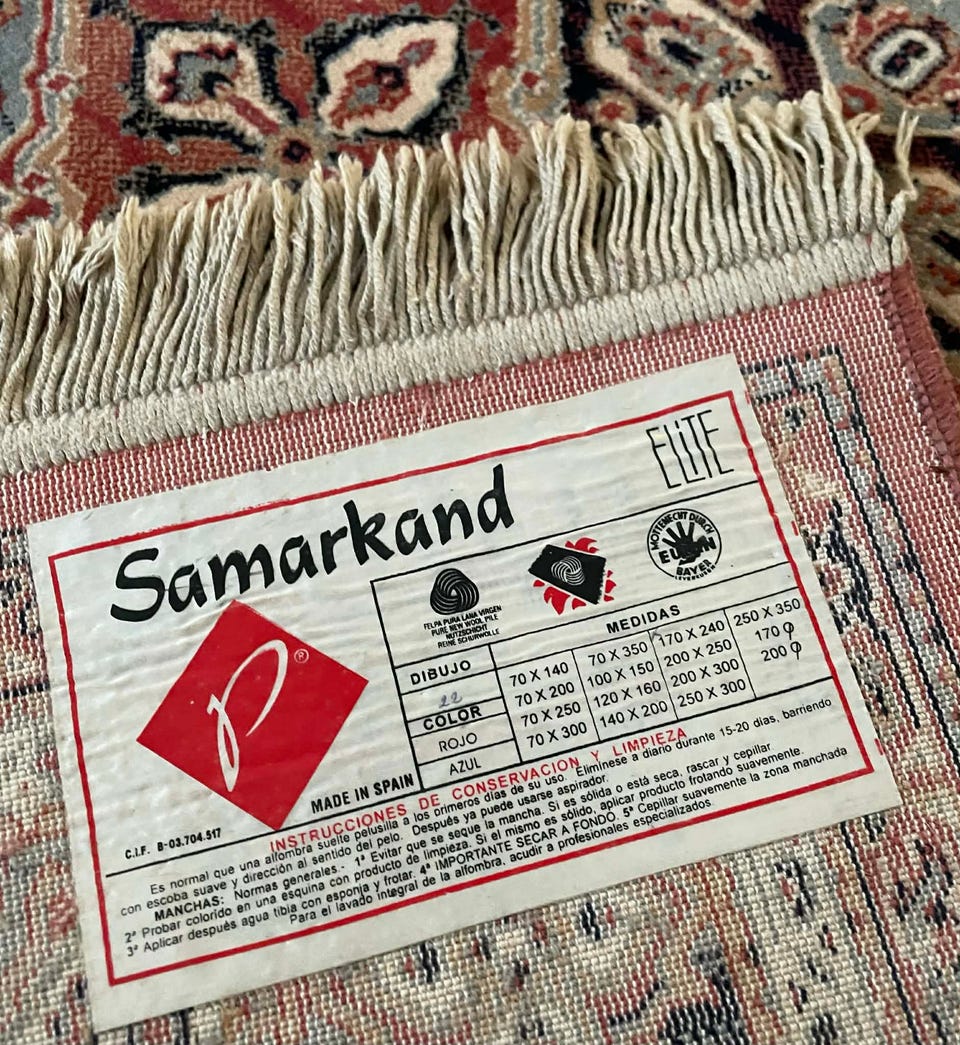 ELiTE
Samarkand
FELPA PURA LANA VIRGEN
PURE NEW WOOL PILE
NUTZSCHICHT
REINE SCHURWOLLE
MOTTENECHT DURCH
EULAN
BAYER
LEVERKUSEN
®
DIBUJO
22
COLOR
ROJO
AZUL
MEDIDAS
70 X 140 70 X 350 170 X 240 250 X 350
70 X 200 100 X 150 200 X 250 170 φ
70 X 250 120 X 160 200 X 300 200 φ
70 X 300 140 X 200 250 X 300
MADE IN SPAIN
C.I.F. B-03.704.517
INSTRUCCIONES DE CONSERVACION Y LIMPIEZA
Es normal que una alfombra suelte pelusilla a los primeros días de su uso. Elimínese a diario durante 15-20 días, barriendo
con escoba suave y dirección al sentido del pelo. Después ya puede usarse aspirador.
MANCHAS: Normas generales.- 1ª Evitar que se seque la mancha. Si es sólida o está seca, rascar y cepillar.
2ª Probar colorido en una esquina con producto de limpieza. Si el mismo es sólido, aplicar producto frotando suavemente.
3ª Aplicar después agua tibia con esponja y frotar. 4ª IMPORTANTE SECAR A FONDO. 5ª Cepillar suavemente la zona manchada
Para el lavado integral de la alfombra, acudir a profesionales especializados.